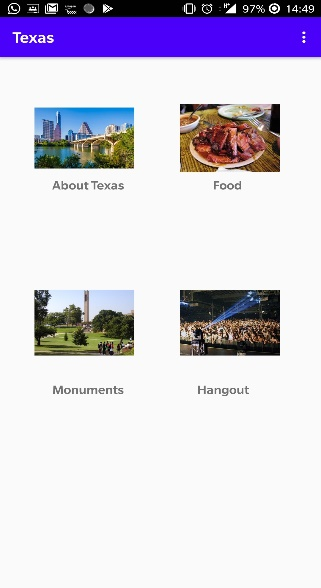 97% 14:49
Texas
About Texas
Food
Monuments
Hangout